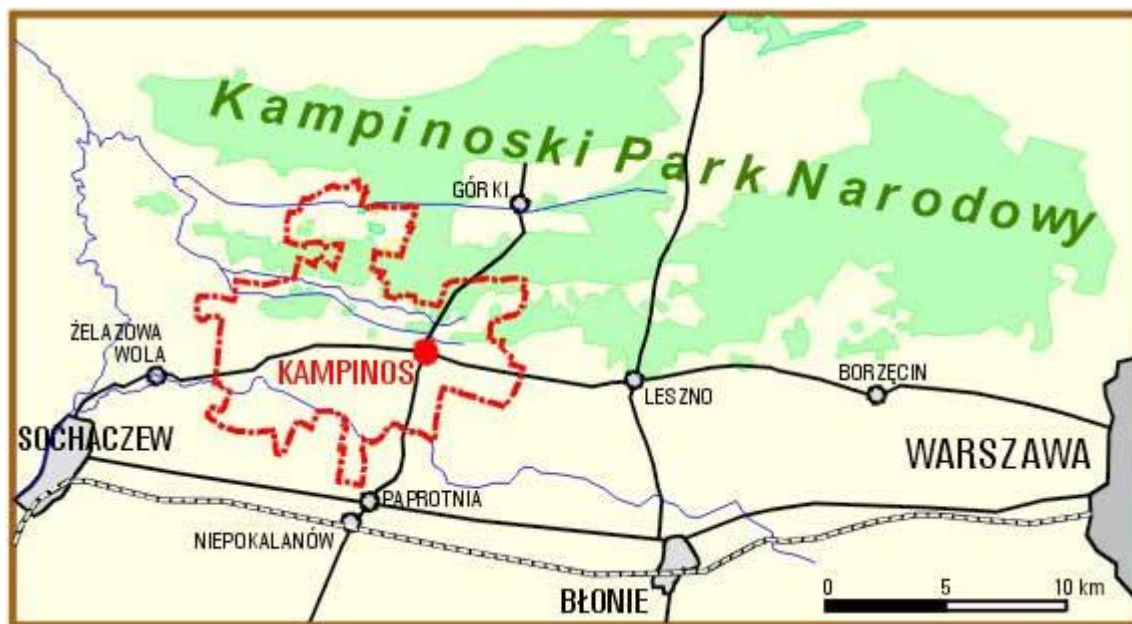 Kampinoski Park Narodowy
GÓRKI
ŻELAZOWA
WOLA
KAMPINOS
LESZNO
BORZĘCIN
SOCHACZEW
WARSZAWA
PAPROTNIA
NIEPOKALANÓW
BŁONIE
0 5 10 km